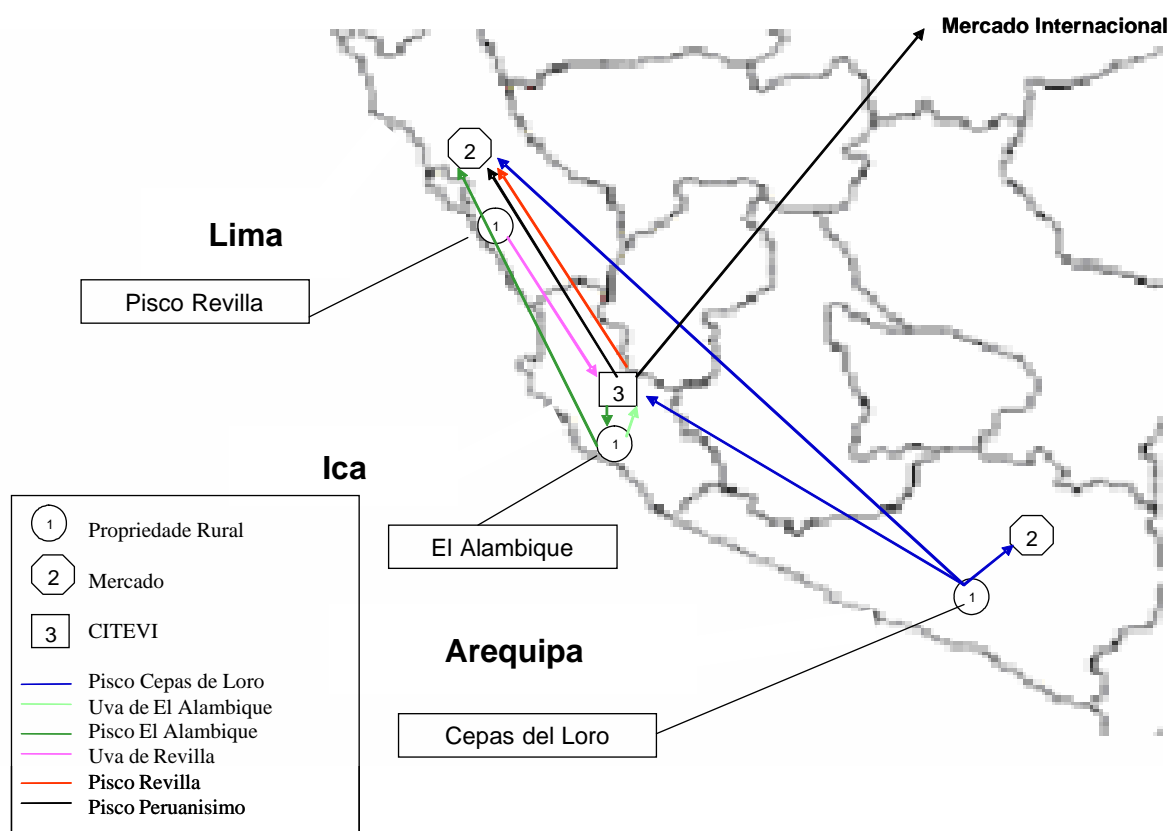 Mercado Internacional
2
1
Lima
Pisco Revilla
3
1
Ica
El Alambique
2
1
Arequipa
Cepas del Loro
1 Propriedade Rural
2 Mercado
3 CITEVI
Pisco Cepas de Loro
Uva de El Alambique
Pisco El Alambique
Uva de Revilla
Pisco Revilla
Pisco Peruanisimo